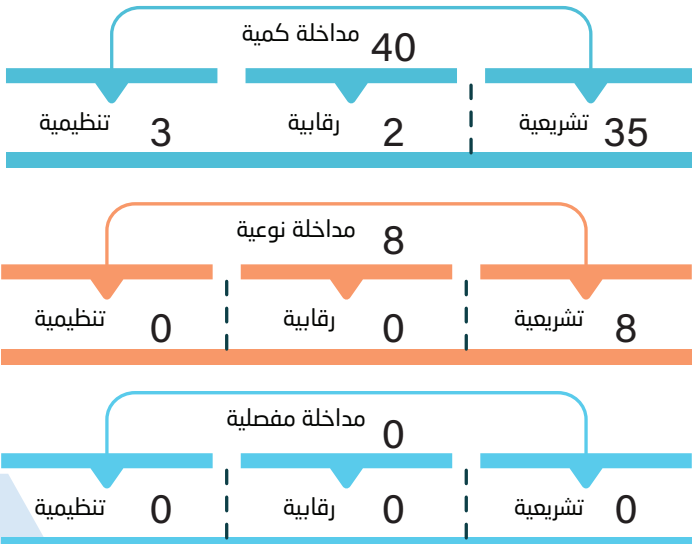 40 مداخلة كمية
35 تشريعية
2 رقابية
3 تنظيمية
8 مداخلة نوعية
8 تشريعية
0 رقابية
0 تنظيمية
0 مداخلة مفصلية
0 تشريعية
0 رقابية
0 تنظيمية